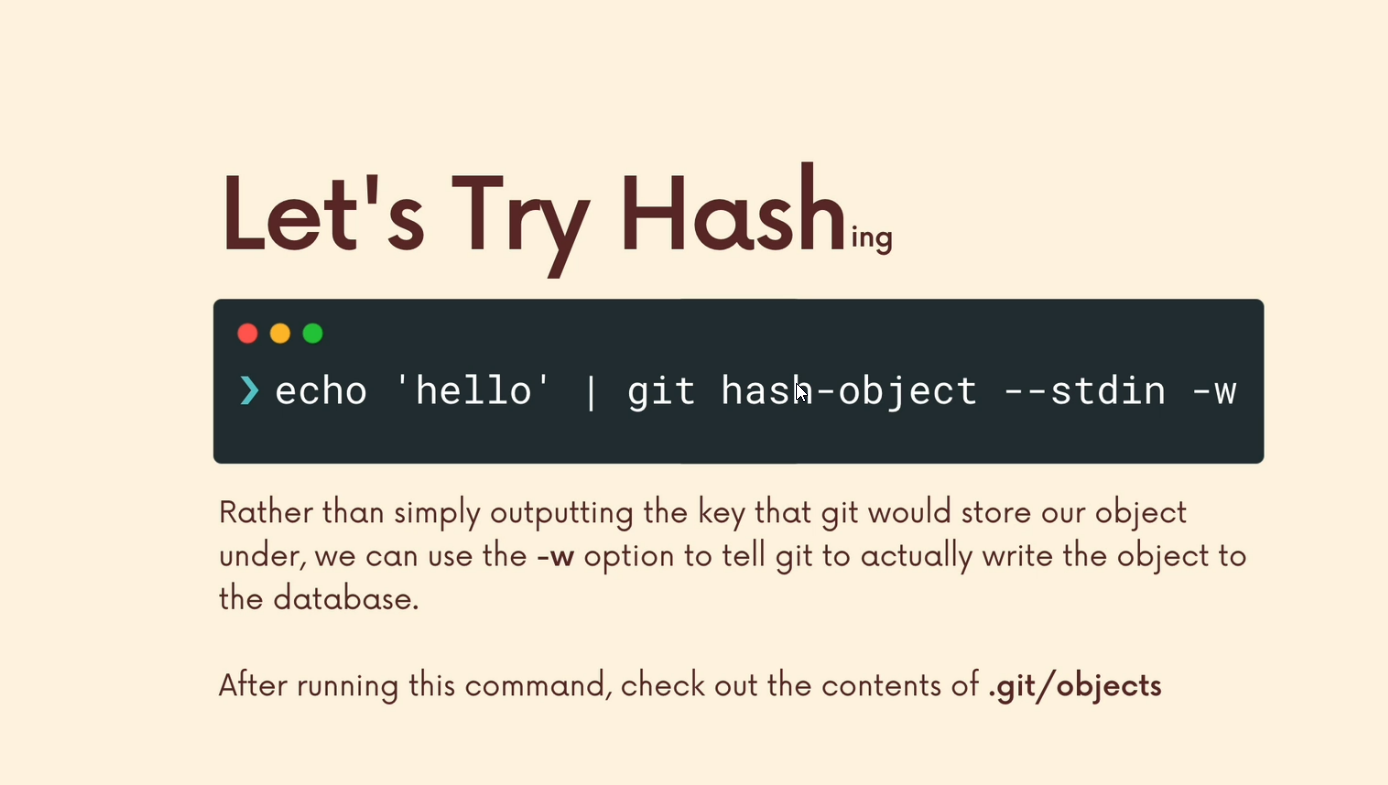 Let's Try Hashing
❯ echo 'hello' | git hash-object --stdin -w
Rather than simply outputting the key that git would store our object
under, we can use the -w option to tell git to actually write the object to
the database.
After running this command, check out the contents of .git/objects